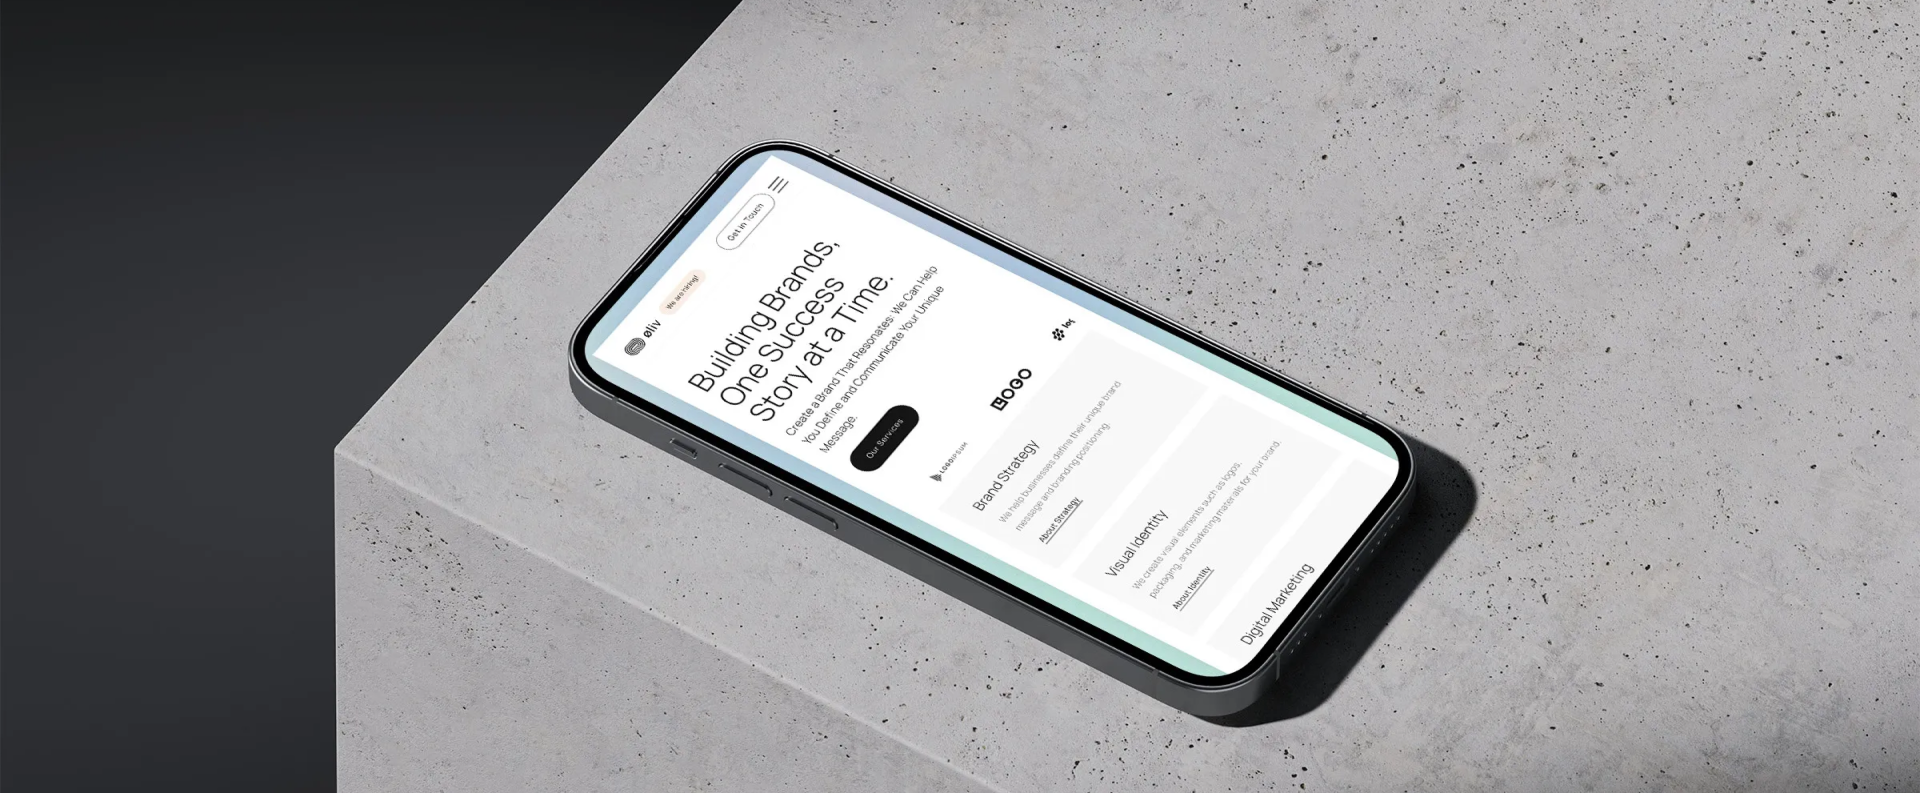 øliv
We are hiring!
Get in Touch
Building Brands,
One Success
Story at a Time.
Create a Brand That Resonates: We Can Help
You Define and Communicate Your Unique
Message.
Our Services
LOGOIPSUM
LOGO
Brand Strategy
We help businesses define their unique brand
message and branding positioning.
About Strategy
Visual Identity
We create visual elements such as logos,
packaging, and marketing materials for your brand.
About Identity
Digital Marketing